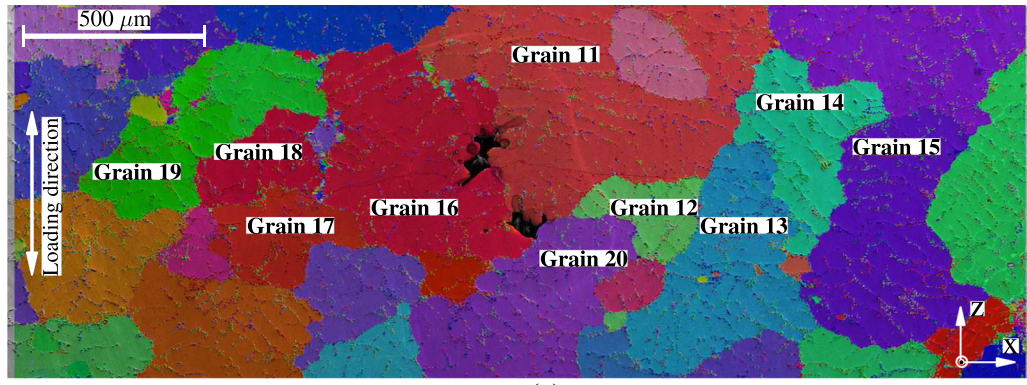 500 μm
Grain 11
Grain 14
Grain 15
Grain 18
Grain 19
Loading direction
Grain 16
Grain 12
Grain 17
Grain 13
Grain 20
Z
X